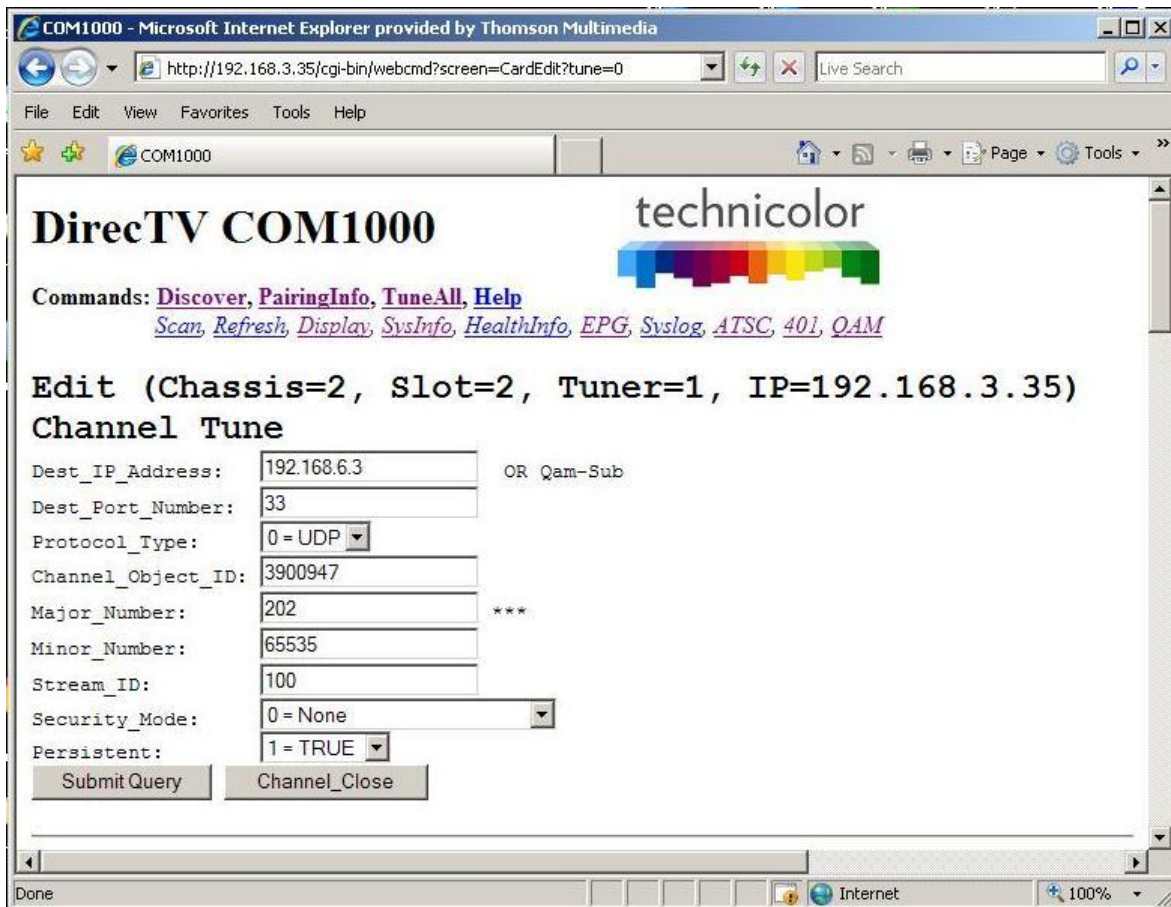 COM1000 - Microsoft Internet Explorer provided by Thomson Multimedia
http://192.168.3.35/cgi-bin/webcmd?screen=CardEdit?tune=0 Live Search
File Edit View Favorites Tools Help
COM1000 Page Tools »
DirecTV COM1000 technicolor
Commands: Discover, PairingInfo, TuneAll, Help
Scan, Refresh, Display, SysInfo, HealthInfo, EPG, Syslog, ATSC, 401, QAM
Edit (Chassis=2, Slot=2, Tuner=1, IP=192.168.3.35)
Channel Tune
Dest_IP_Address: 192.168.6.3 OR Qam-Sub
Dest_Port_Number: 33
Protocol_Type: 0 = UDP
Channel_Object_ID: 3900947
Major_Number: 202 ***
Minor_Number: 65535
Stream_ID: 100
Security_Mode: 0 = None
Persistent: 1 = TRUE
Submit Query Channel_Close
Done Internet 100%